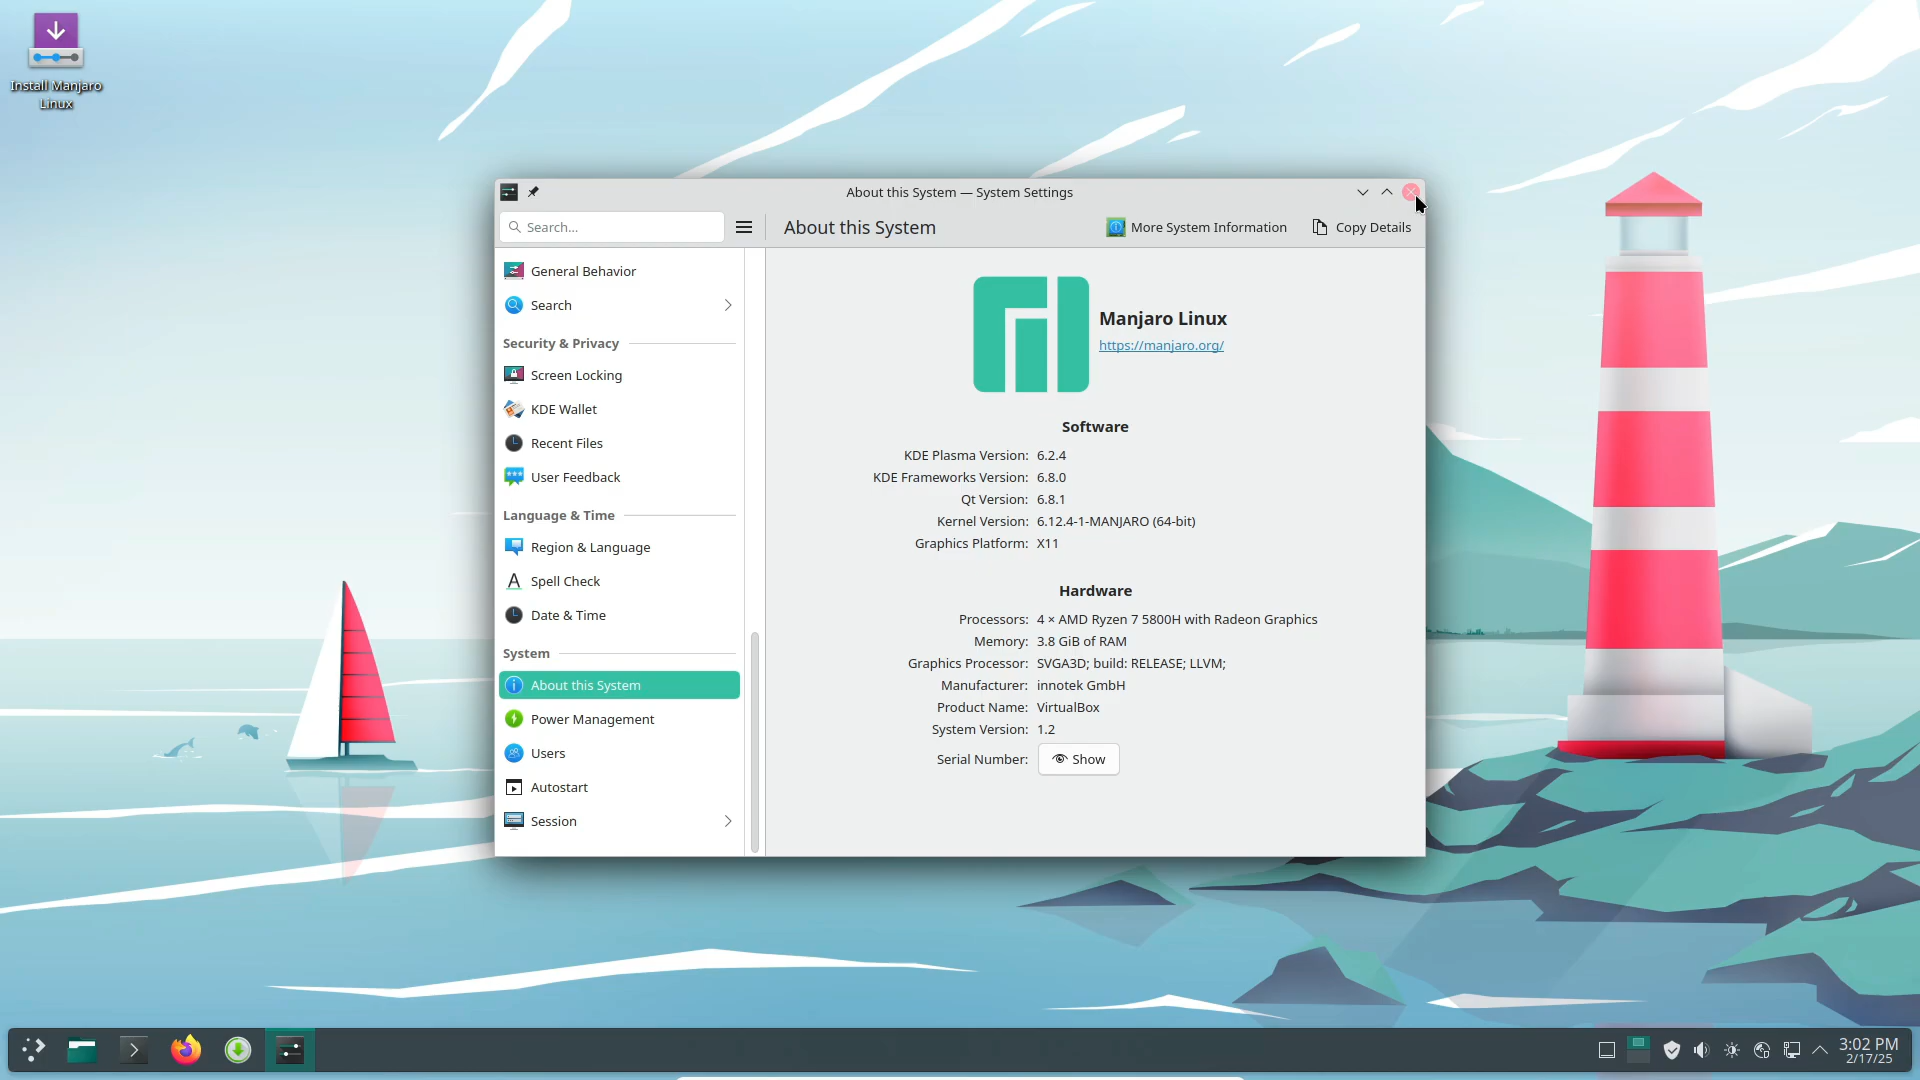 Install Manjaro
Linux
About this System — System Settings
Search...
About this System
More System Information
Copy Details
General Behavior
Search
Security & Privacy
Screen Locking
KDE Wallet
Recent Files
User Feedback
Language & Time
Region & Language
Spell Check
Date & Time
System
About this System
Power Management
Users
Autostart
Session
Manjaro Linux
https://manjaro.org/
Software
KDE Plasma Version: 6.2.4
KDE Frameworks Version: 6.8.0
Qt Version: 6.8.1
Kernel Version: 6.12.4-1-MANJARO (64-bit)
Graphics Platform: X11
Hardware
Processors: 4 × AMD Ryzen 7 5800H with Radeon Graphics
Memory: 3.8 GiB of RAM
Graphics Processor: SVGA3D; build: RELEASE; LLVM;
Manufacturer: innotek GmbH
Product Name: VirtualBox
System Version: 1.2
Serial Number: Show
3:02 PM
2/17/25